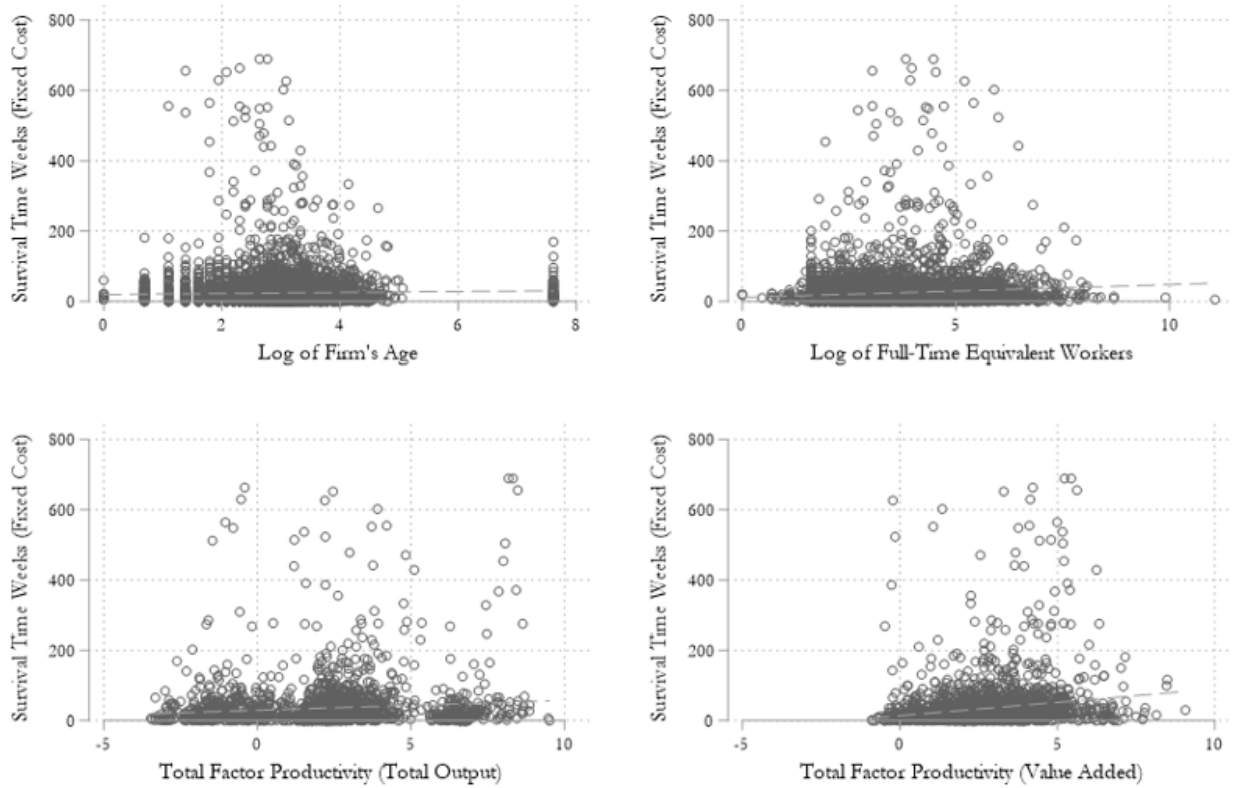 800
600
400
200
0
Survival Time Weeks (Fixed Cost)
0 2 4 6 8
Log of Firm's Age
800
600
400
200
0
Survival Time Weeks (Fixed Cost)
0 5 10
Log of Full-Time Equivalent Workers
800
600
400
200
0
Survival Time Weeks (Fixed Cost)
-5 0 5 10
Total Factor Productivity (Total Output)
800
600
400
200
0
Survival Time Weeks (Fixed Cost)
-5 0 5 10
Total Factor Productivity (Value Added)